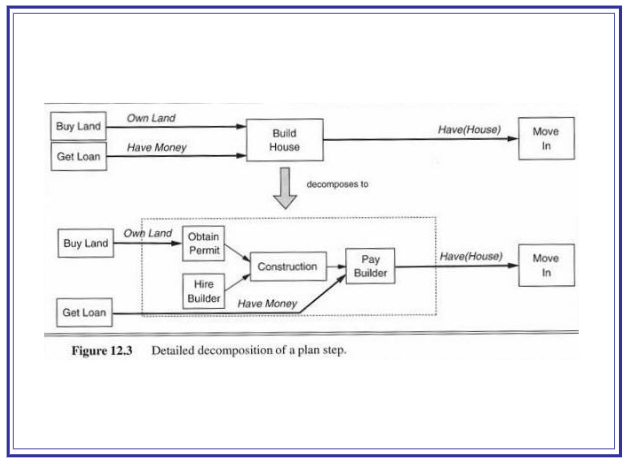 Own Land
Buy Land
Build
House
Have(House)
Move
In
Have Money
Get Loan
decomposes to
Own Land
Obtain
Permit
Buy Land
Construction
Pay
Builder
Have(House)
Move
In
Hire
Builder
Have Money
Get Loan
Figure 12.3 Detailed decomposition of a plan step.